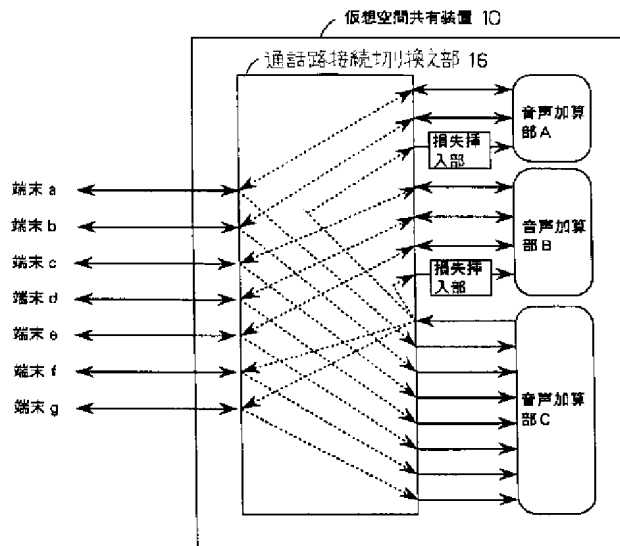 仮想空間共有装置 10
通話路接続切り換え部 16
音声加算
部 A
損失挿
入部
端末 a
端末 b
端末 c
端末 d
端末 e
端末 f
端末 g
音声加算
部 B
損失挿
入部
音声加算
部 C